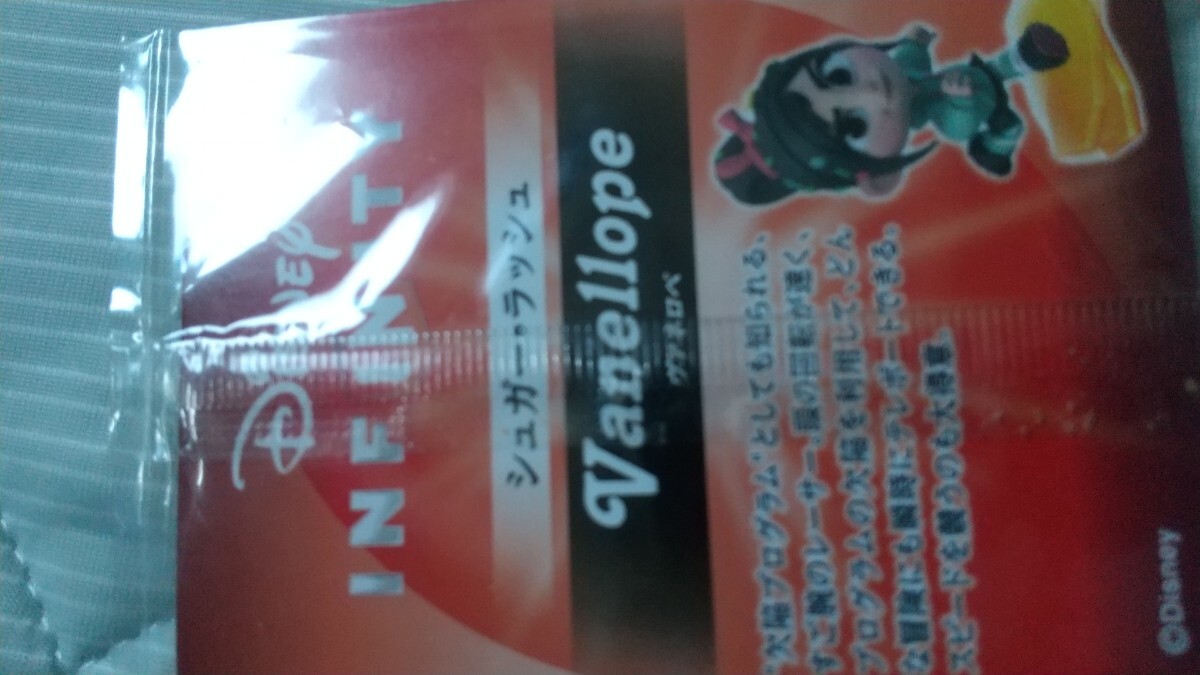 Disney
INFINITY
シュガー・ラッシュ
Vanellope
ヴァネロペ
"欠陥プログラム"としても知られる、
すご腕のレーサー。頭の回転が速く、
プログラムの欠陥を利用して、どん
な冒険にも瞬時にテレポートできる。
スピードを競うのも大得意。
©Disney